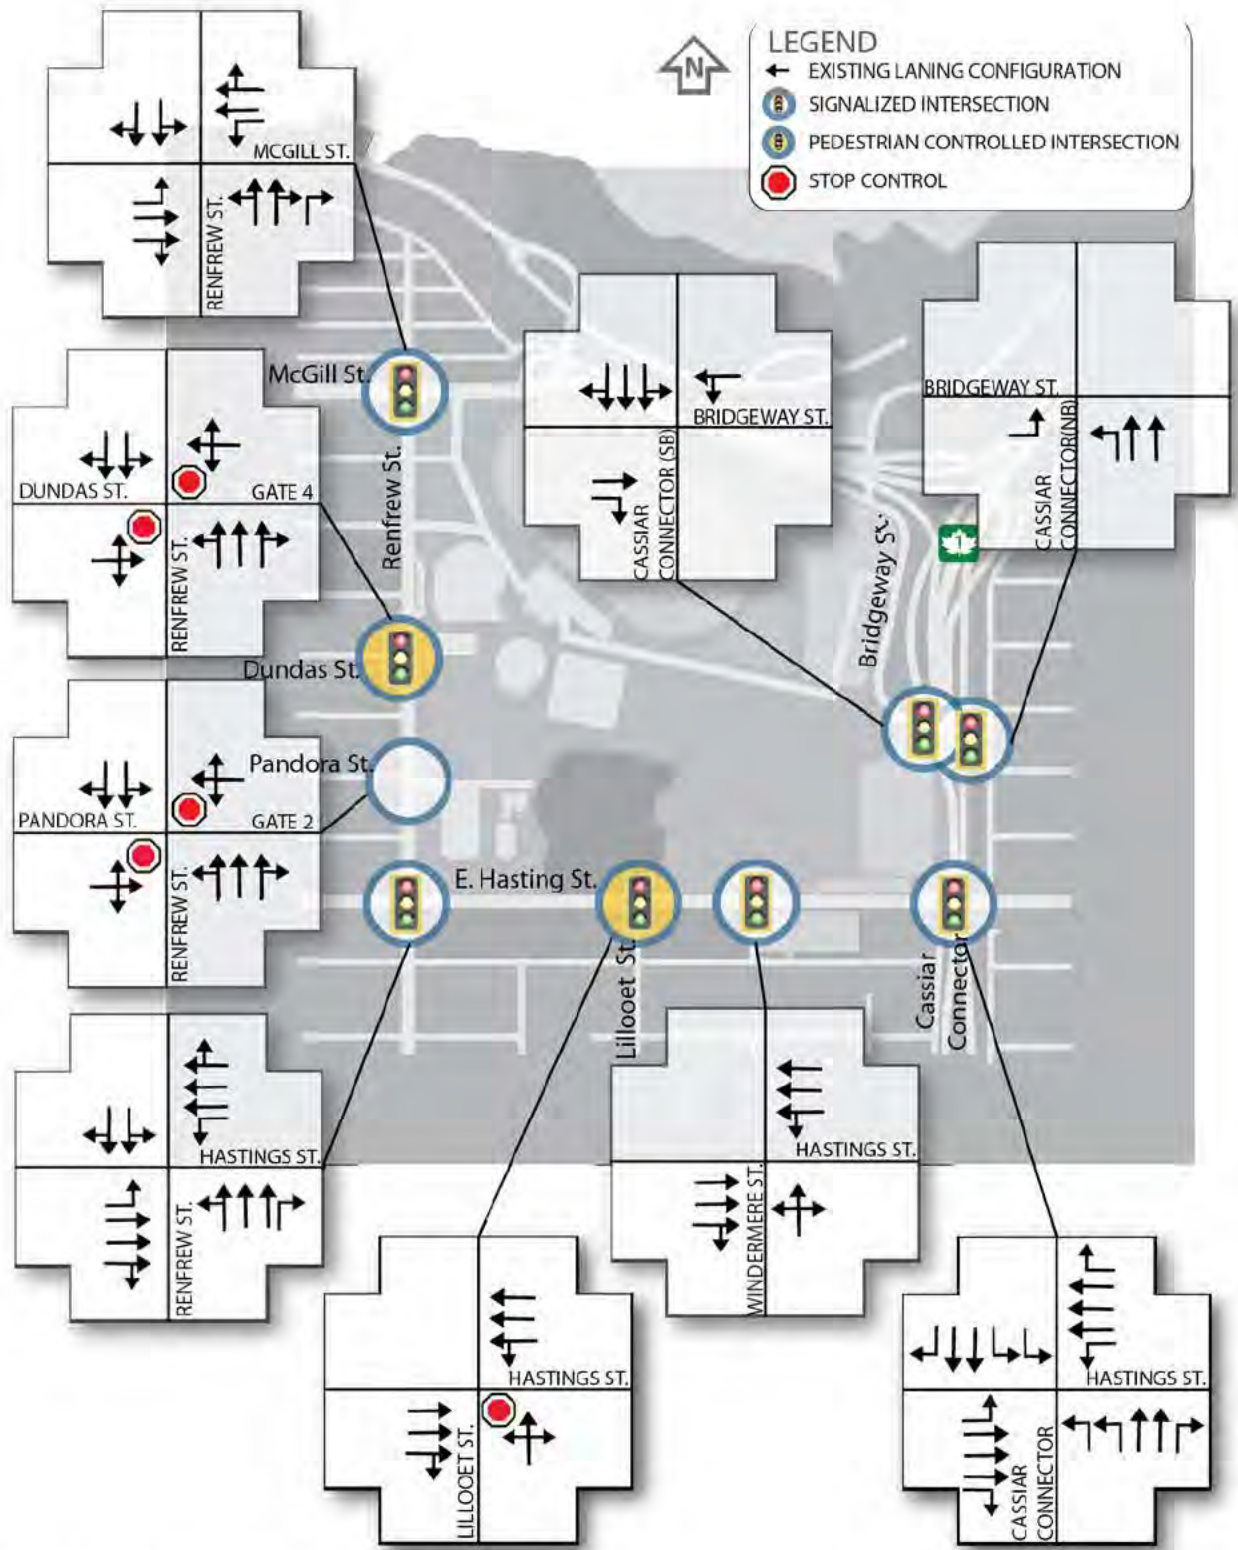 LEGEND
N
EXISTING LANING CONFIGURATION
SIGNALIZED INTERSECTION
PEDESTRIAN CONTROLLED INTERSECTION
STOP CONTROL
MCGILL ST.
RENFREW ST.
McGill St.
Renfrew St.
BRIDGEWAY ST.
CASSIAR
CONNECTOR (SB)
BRIDGEWAY ST.
CASSIAR
CONNECTOR(NB)
1
Bridgeway St.
DUNDAS ST.
GATE 4
RENFREW ST.
Dundas St.
Pandora St.
PANDORA ST.
GATE 2
RENFREW ST.
E. Hasting St.
Lillooet St.
Cassiar
Connector
HASTINGS ST.
RENFREW ST.
HASTINGS ST.
WINDERMERE ST.
HASTINGS ST.
LILLOOET ST.
HASTINGS ST.
CASSIAR
CONNECTOR